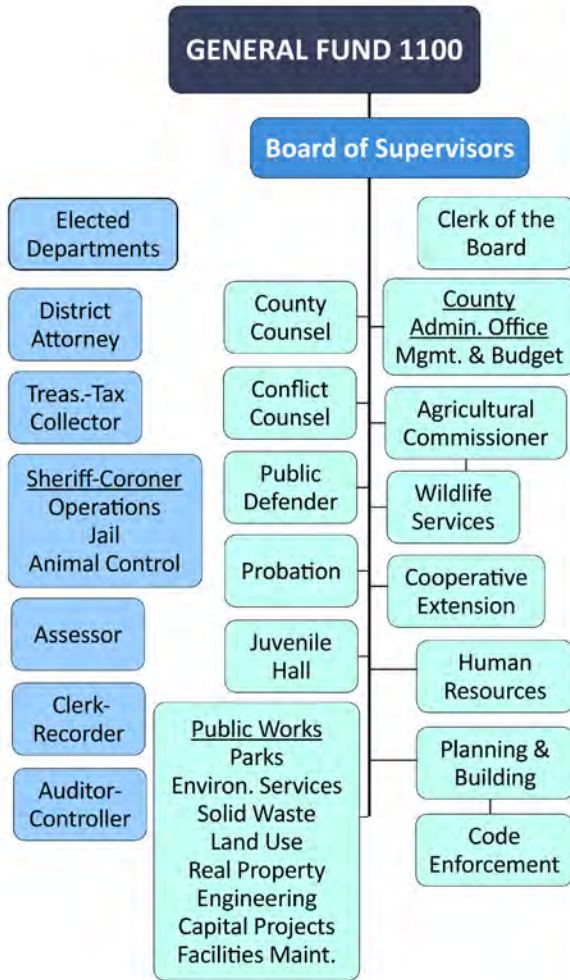 GENERAL FUND 1100
Board of Supervisors
Elected
Departments
District
Attorney
Treas.-Tax
Collector
Sheriff-Coroner
Operations
Jail
Animal Control
Assessor
Clerk-
Recorder
Auditor-
Controller
County
Counsel
Conflict
Counsel
Public
Defender
Probation
Juvenile
Hall
Public Works
Parks
Environ. Services
Solid Waste
Land Use
Real Property
Engineering
Capital Projects
Facilities Maint.
Clerk of the
Board
County
Admin. Office
Mgmt. & Budget
Agricultural
Commissioner
Wildlife
Services
Cooperative
Extension
Human
Resources
Planning &
Building
Code
Enforcement